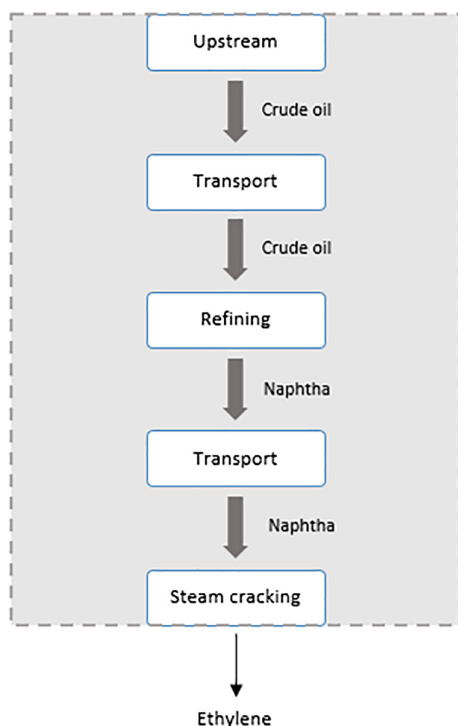 Upstream
Crude oil
Transport
Crude oil
Refining
Naphtha
Transport
Naphtha
Steam cracking
Ethylene